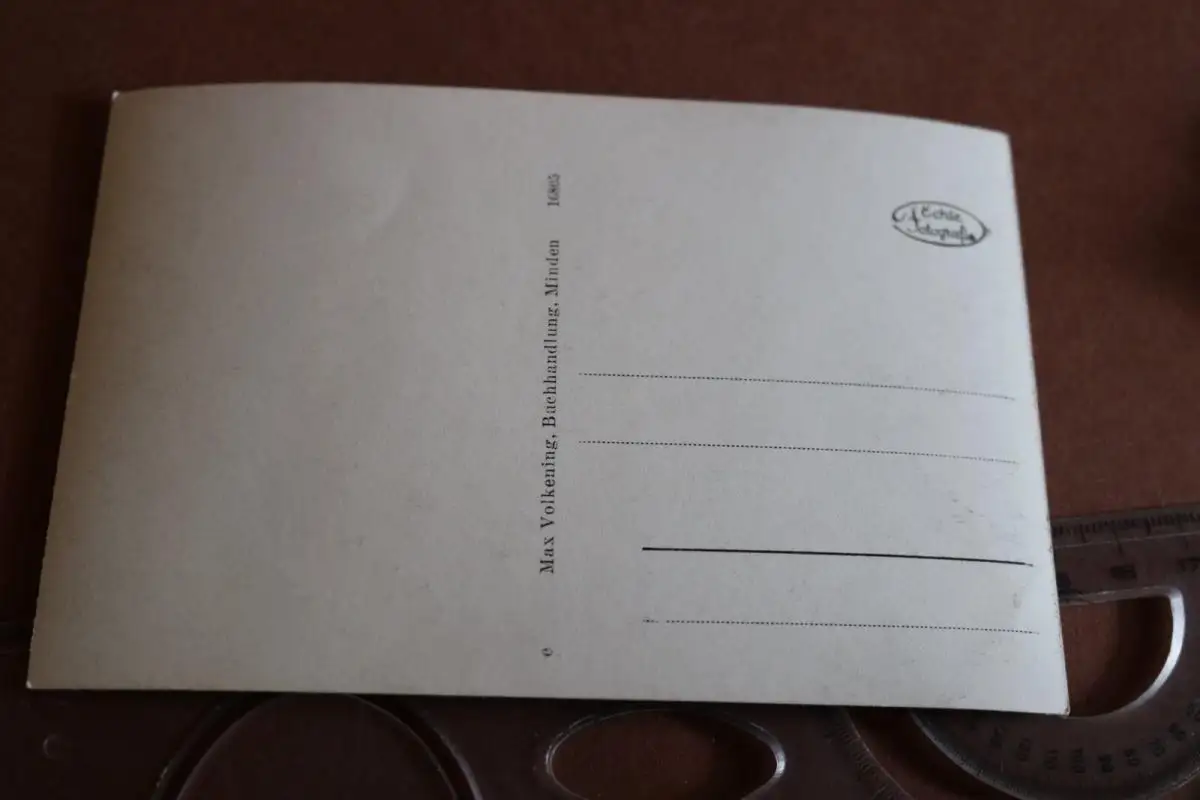 Max Volkening, Buchhandlung, Minden 16805
Echte
Fotografie